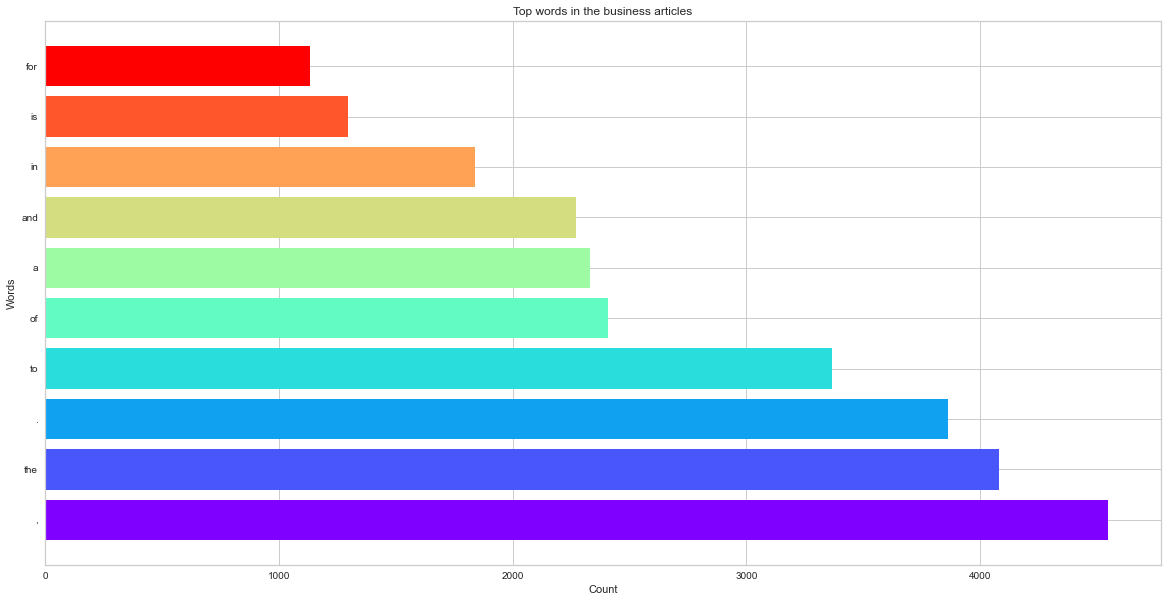 Top words in the business articles
for
is
in
and
a
of
to
.
the
,
Words
0 1000 2000 3000 4000
Count